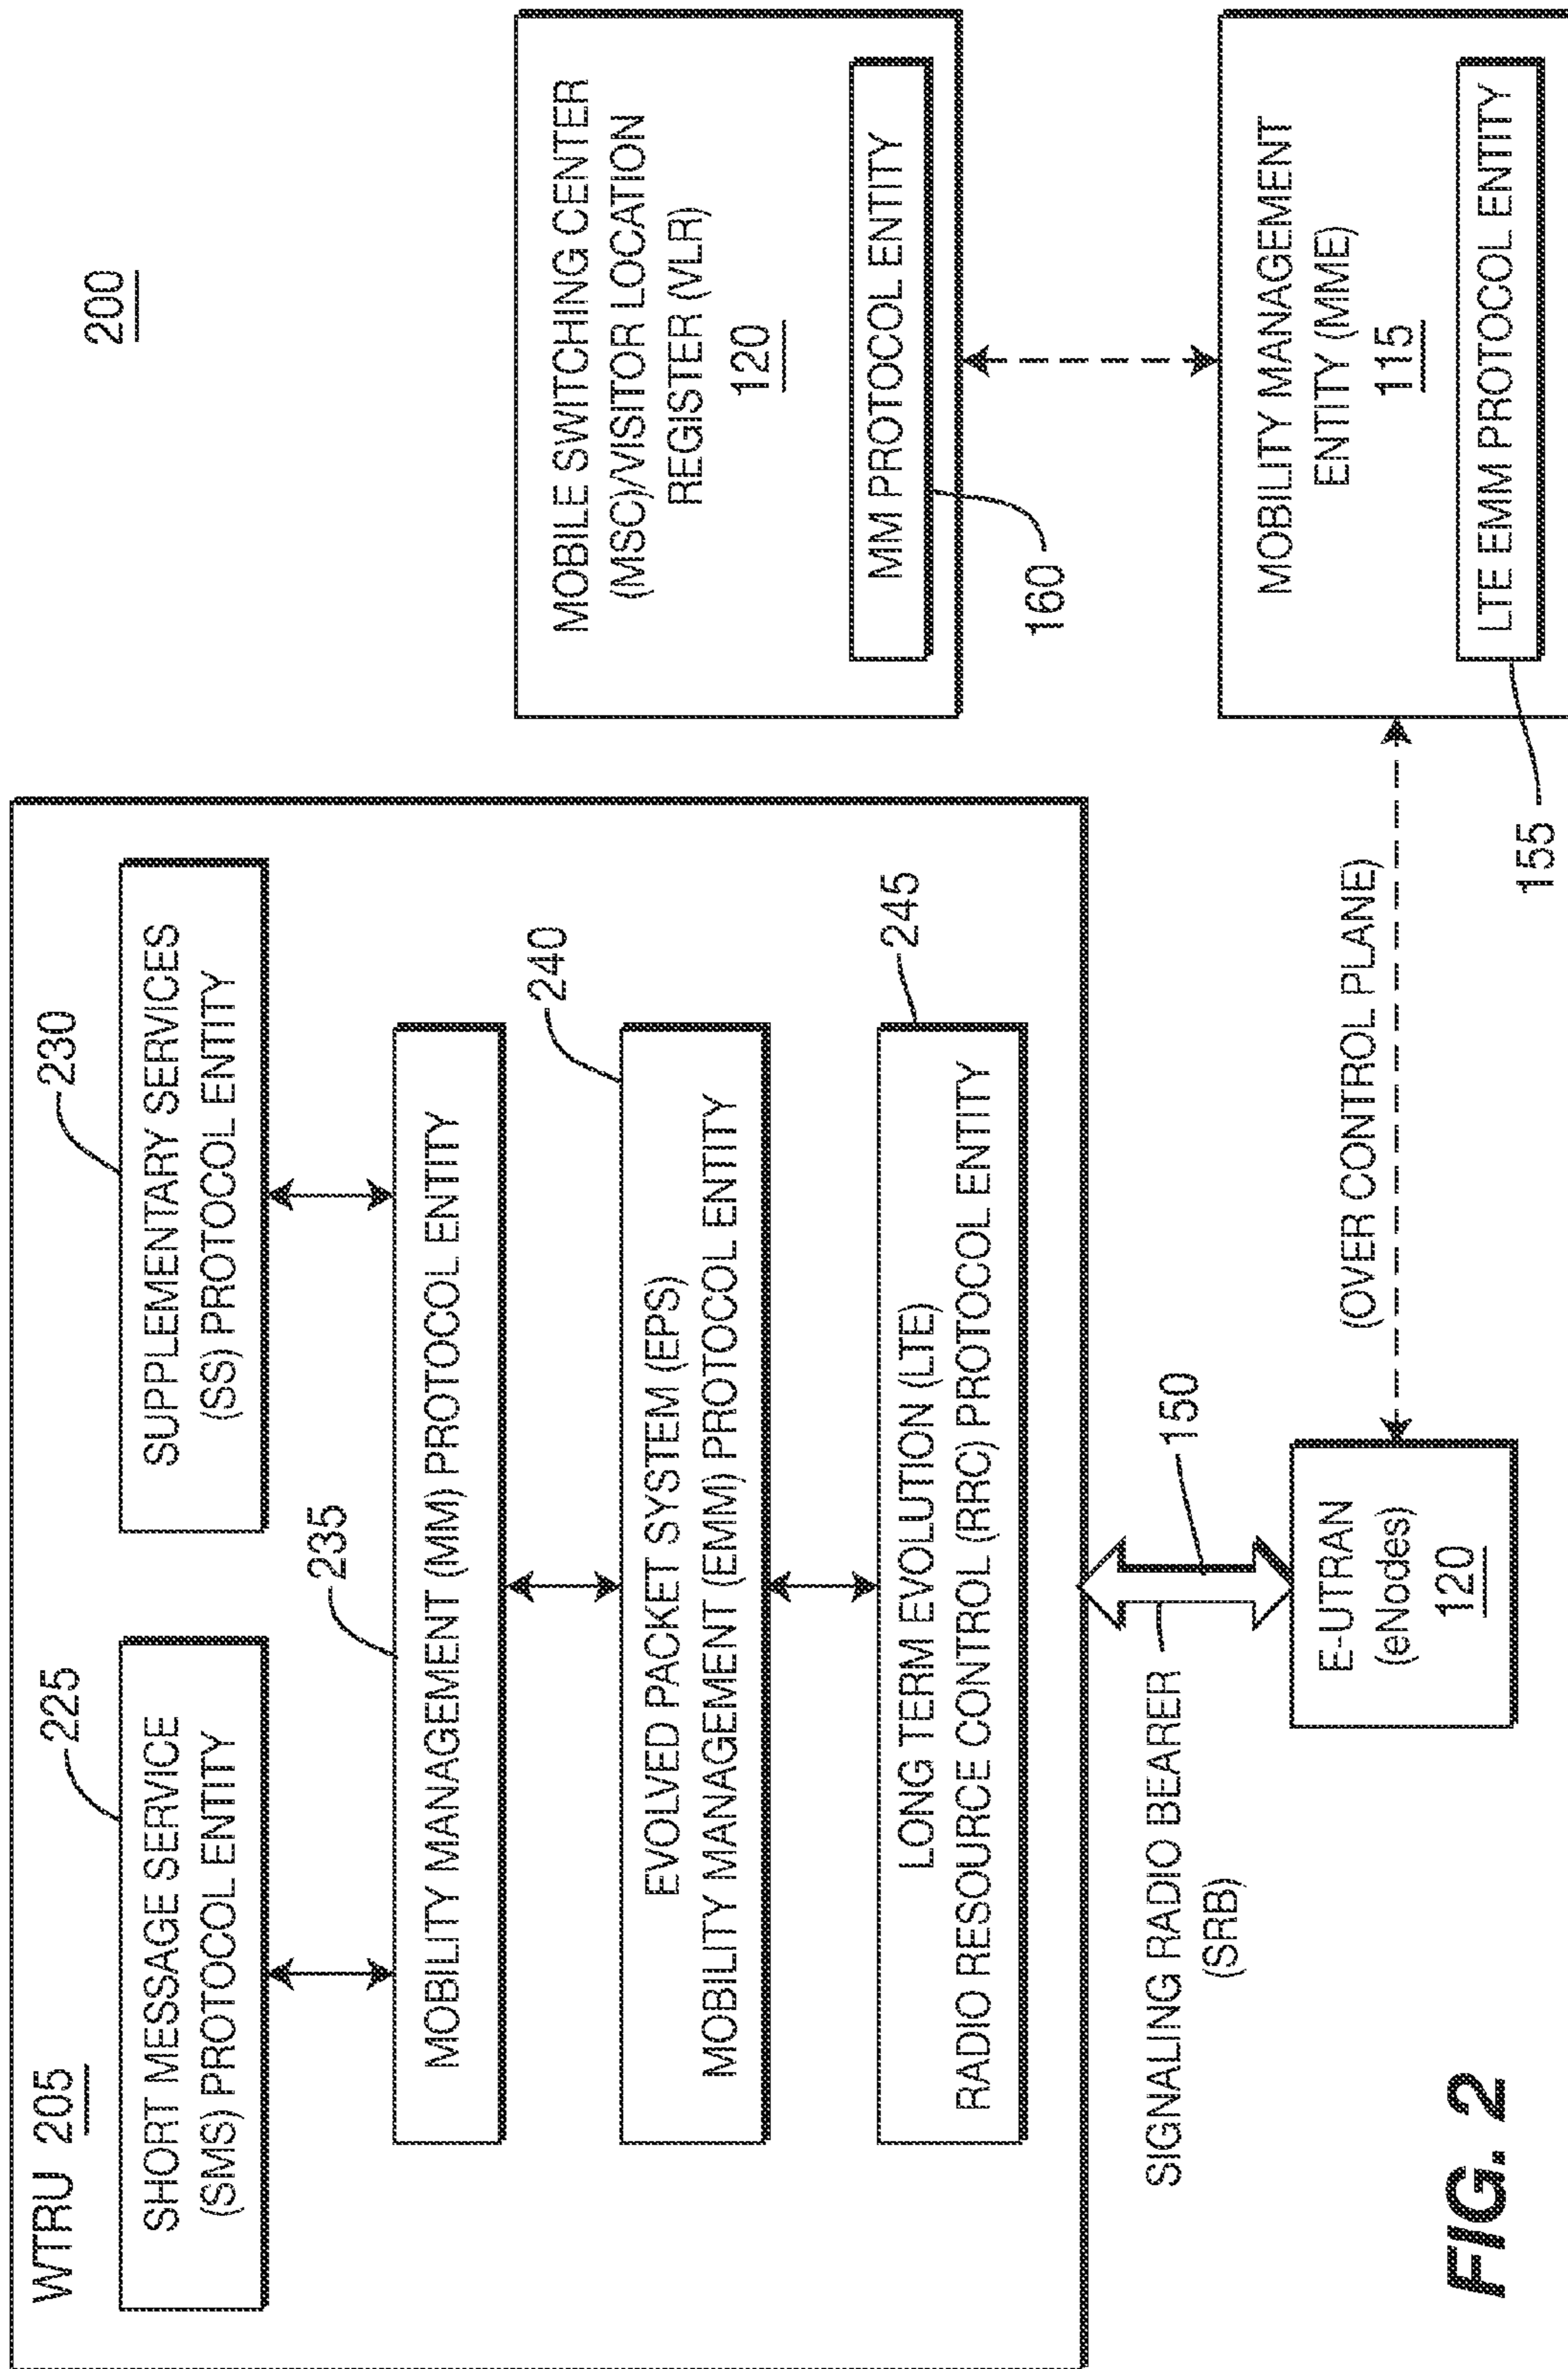 200
WTRU 205
225
SHORT MESSAGE SERVICE
(SMS) PROTOCOL ENTITY
230
SUPPLEMENTARY SERVICES
(SS) PROTOCOL ENTITY
235
MOBILITY MANAGEMENT (MM) PROTOCOL ENTITY
240
EVOLVED PACKET SYSTEM (EPS)
MOBILITY MANAGEMENT (EMM) PROTOCOL ENTITY
245
LONG TERM EVOLUTION (LTE)
RADIO RESOURCE CONTROL (RRC) PROTOCOL ENTITY
MOBILE SWITCHING CENTER
(MSC)/VISITOR LOCATION
REGISTER (VLR)
120
MM PROTOCOL ENTITY
160
SIGNALING RADIO BEARER
(SRB)
150
E-UTRAN
(eNodes)
120
(OVER CONTROL PLANE)
MOBILITY MANAGEMENT
ENTITY (MME)
115
LTE EMM PROTOCOL ENTITY
155
FIG. 2